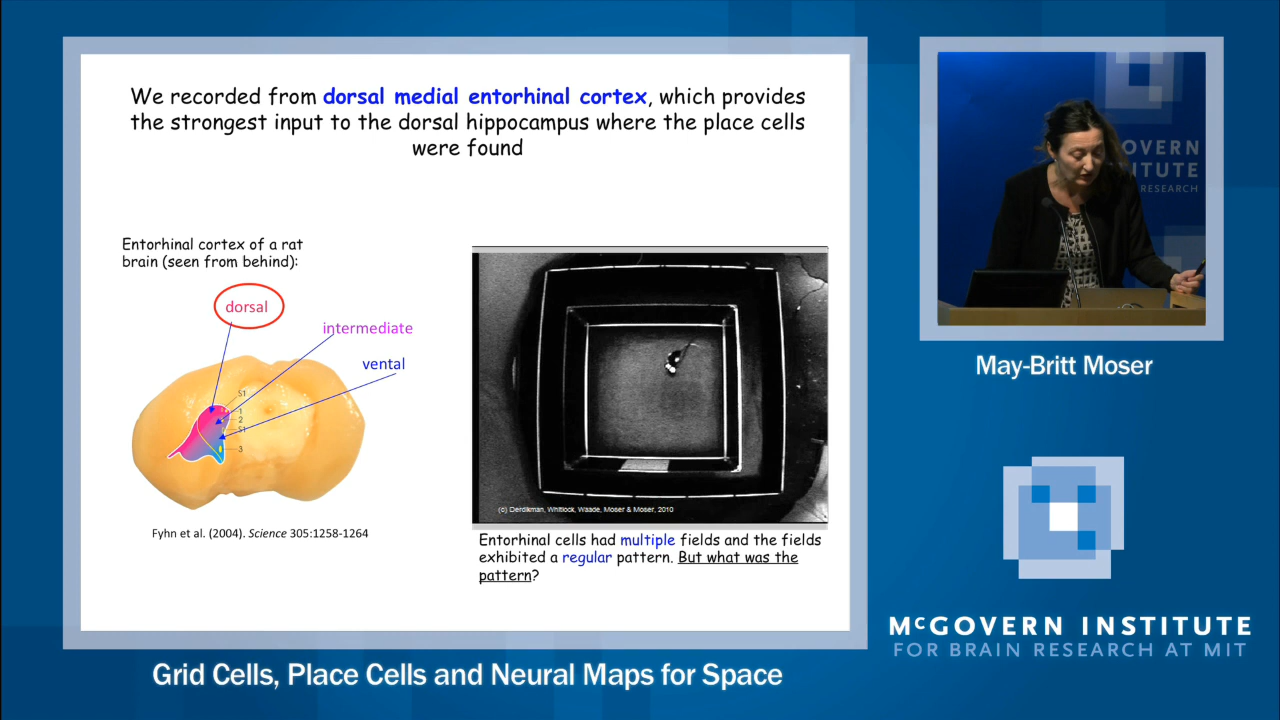 We recorded from dorsal medial entorhinal cortex, which provides
the strongest input to the dorsal hippocampus where the place cells
were found
Entorhinal cortex of a rat
brain (seen from behind):
dorsal
intermediate
vental
S1
1
2
S1
3
Fyhn et al. (2004). Science 305:1258-1264
(c) Derdikman, Whitlock, Waade, Moser & Moser, 2010
Entorhinal cells had multiple fields and the fields
exhibited a regular pattern. But what was the
pattern?
OVERN
ITUTE
RESEARCH
May-Britt Moser
McGOVERN INSTITUTE
FOR BRAIN RESEARCH AT MIT
Grid Cells, Place Cells and Neural Maps for Space